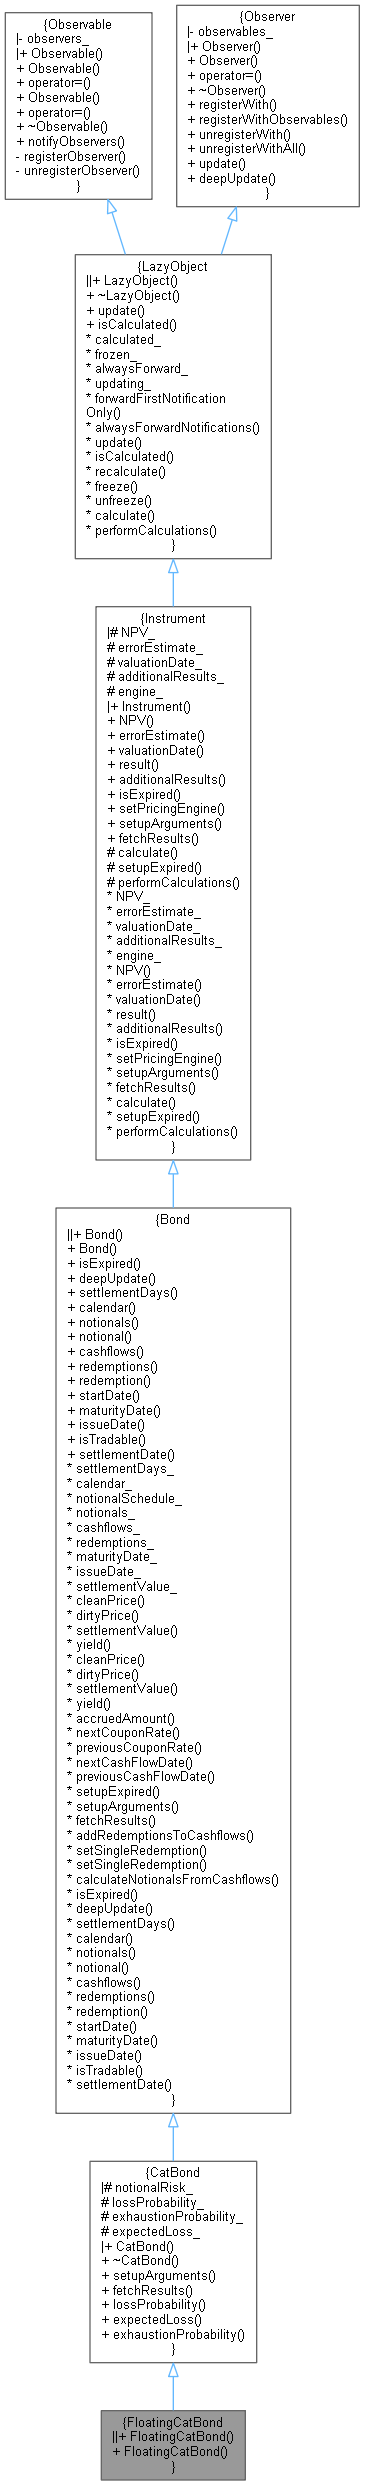 {Observable
|- observers_
|+ Observable()
+ Observable()
+ operator=()
+ Observable()
+ operator=()
+ ~Observable()
+ notifyObservers()
- registerObserver()
- unregisterObserver()
}
{Observer
|- observables_
|+ Observer()
+ Observer()
+ operator=()
+ ~Observer()
+ registerWith()
+ registerWithObservables()
+ unregisterWith()
+ unregisterWithAll()
+ update()
+ deepUpdate()
}
{LazyObject
||+ LazyObject()
+ ~LazyObject()
+ update()
+ isCalculated()
* calculated_
* frozen_
* alwaysForward_
* updating_
* forwardFirstNotification
Only()
* alwaysForwardNotifications()
* update()
* isCalculated()
* recalculate()
* freeze()
* unfreeze()
* calculate()
* performCalculations()
}
{Instrument
|# NPV_
# errorEstimate_
# valuationDate_
# additionalResults_
# engine_
|+ Instrument()
+ NPV()
+ errorEstimate()
+ valuationDate()
+ result()
+ additionalResults()
+ isExpired()
+ setPricingEngine()
+ setupArguments()
+ fetchResults()
# calculate()
# setupExpired()
# performCalculations()
* NPV_
* errorEstimate_
* valuationDate_
* additionalResults_
* engine_
* NPV()
* errorEstimate()
* valuationDate()
* result()
* additionalResults()
* isExpired()
* setPricingEngine()
* setupArguments()
* fetchResults()
* calculate()
* setupExpired()
* performCalculations()
}
{Bond
||+ Bond()
+ Bond()
+ isExpired()
+ deepUpdate()
+ settlementDays()
+ calendar()
+ notionals()
+ notional()
+ cashflows()
+ redemptions()
+ redemption()
+ startDate()
+ maturityDate()
+ issueDate()
+ isTradable()
+ settlementDate()
* settlementDays_
* calendar_
* notionalSchedule_
* notionals_
* cashflows_
* redemptions_
* maturityDate_
* issueDate_
* settlementValue_
* cleanPrice()
* dirtyPrice()
* settlementValue()
* yield()
* cleanPrice()
* dirtyPrice()
* settlementValue()
* yield()
* accruedAmount()
* nextCouponRate()
* previousCouponRate()
* nextCashFlowDate()
* previousCashFlowDate()
* setupExpired()
* setupArguments()
* fetchResults()
* addRedemptionsToCashflows()
* setSingleRedemption()
* setSingleRedemption()
* calculateNotionalsFromCashflows()
* isExpired()
* deepUpdate()
* settlementDays()
* calendar()
* notionals()
* notional()
* cashflows()
* redemptions()
* redemption()
* startDate()
* maturityDate()
* issueDate()
* isTradable()
* settlementDate()
}
{CatBond
|# notionalRisk_
# lossProbability_
# exhaustionProbability_
# expectedLoss_
|+ CatBond()
+ ~CatBond()
+ setupArguments()
+ fetchResults()
+ lossProbability()
+ expectedLoss()
+ exhaustionProbability()
}
{FloatingCatBond
||+ FloatingCatBond()
+ FloatingCatBond()
}